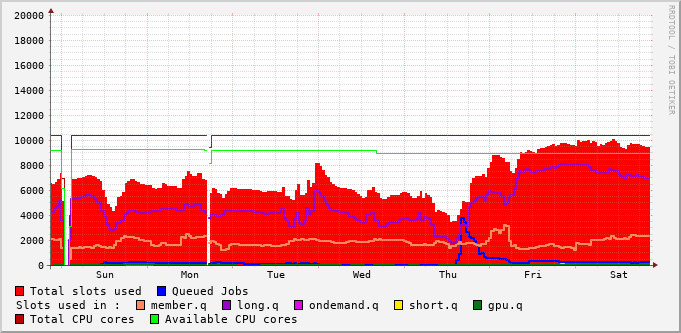 20000
18000
16000
14000
12000
10000
8000
6000
4000
2000
0
Sun Mon Tue Wed Thu Fri Sat
RRDTOOL / TOBI OETIKER
Total slots used Queued Jobs
Slots used in : member.q long.q ondemand.q short.q gpu.q
Total CPU cores Available CPU cores